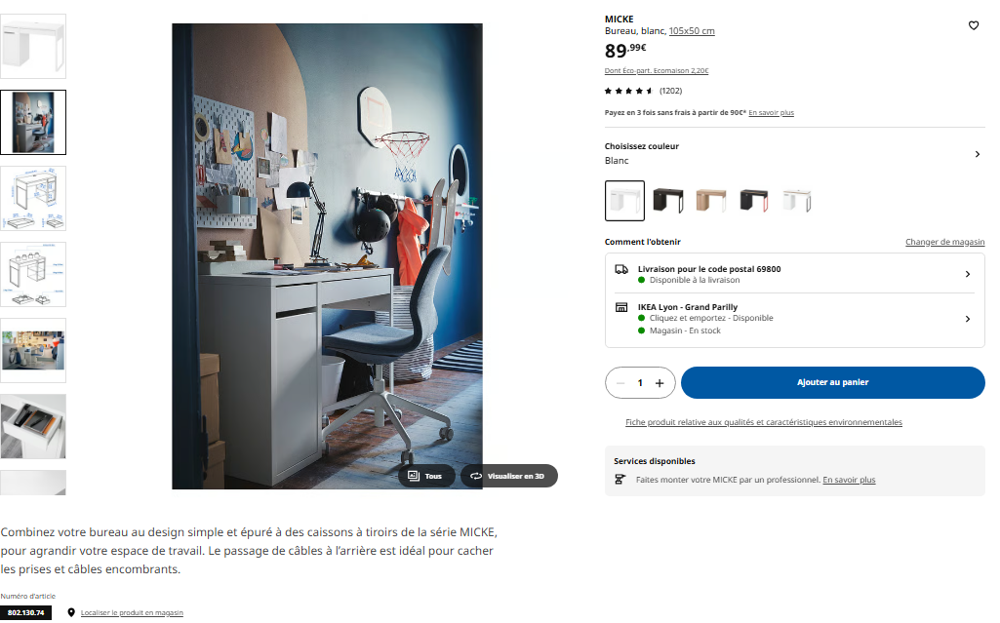 MICKE
Bureau, blanc, 105x50 cm
89,99€
Dont Éco-part. Ecomaison 2,20€
(1202)
Payez en 3 fois sans frais à partir de 90€* En savoir plus
Choisissez couleur
Blanc
Comment l'obtenir
Changer de magasin
Livraison pour le code postal 69800
Disponible à la livraison
IKEA Lyon - Grand Parilly
Cliquez et emportez - Disponible
Magasin - En stock
1
Ajouter au panier
Fiche produit relative aux qualités et caractéristiques environnementales
Services disponibles
Faites monter votre MICKE par un professionnel. En savoir plus
Tous
Visualiser en 3D
Combinez votre bureau au design simple et épuré à des caissons à tiroirs de la série MICKE,
pour agrandir votre espace de travail. Le passage de câbles à l’arrière est idéal pour cacher
les prises et câbles encombrants.
Numéro d'article
802.130.74
Localiser le produit en magasin